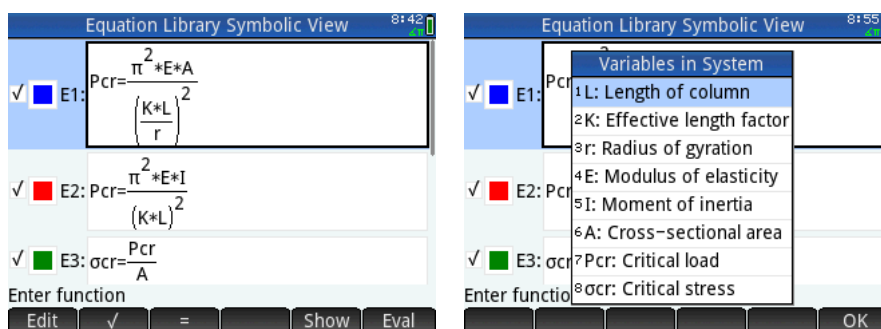 Equation Library Symbolic View 8:42
∡π
√ E1: Pcr=π^2*E*A/(K*L/r)^2
√ E2: Pcr=π^2*E*I/(K*L)^2
√ E3: σcr=Pcr/A
Enter function
Edit √ = Show Eval
Equation Library Symbolic View 8:55
∡π
Variables in System
√ E1: Pcr 2
1 L: Length of column
2 K: Effective length factor
3 r: Radius of gyration
4 E: Modulus of elasticity
√ E2: Pcr
5 I: Moment of inertia
6 A: Cross-sectional area
7 Pcr: Critical load
√ E3: σcr
8 σcr: Critical stress
Enter functio
OK